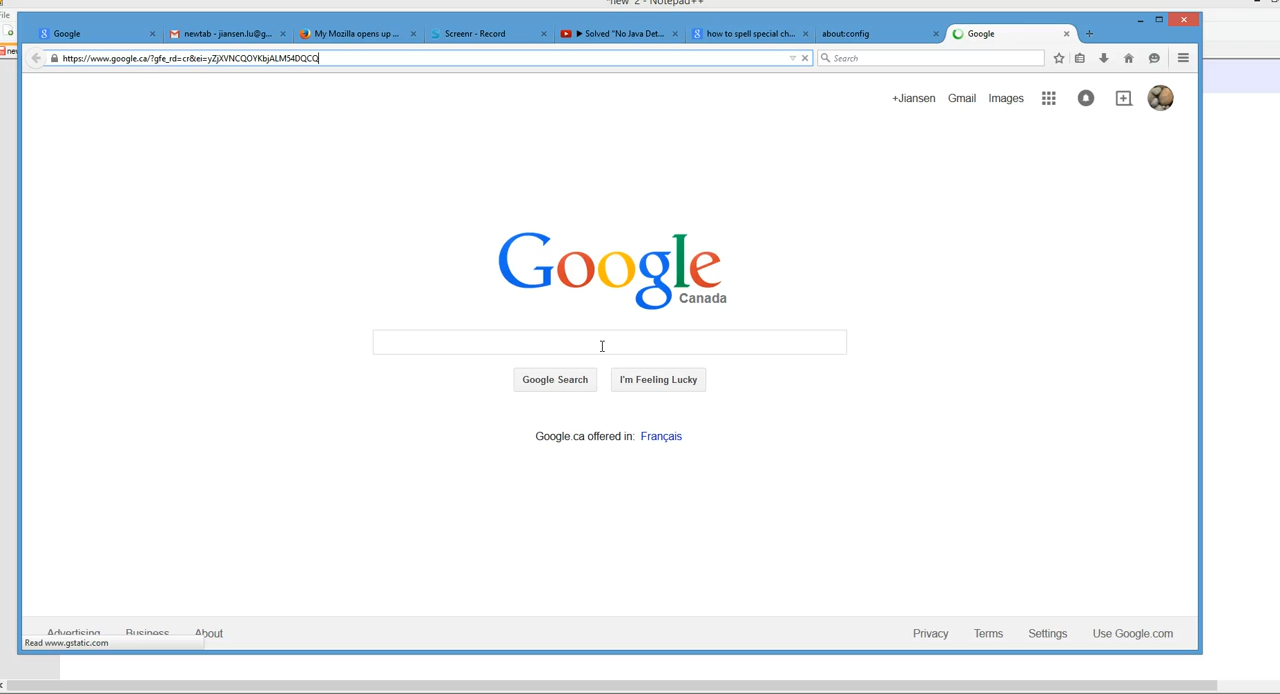 *new 2 - Notepad++
File
Google
newtab - jiansen.lu@g...
My Mozilla opens up ...
Screenr - Record
▶ Solved "No Java Det...
how to spell special ch...
about:config
Google
new
https://www.google.ca/?gfe_rd=cr&ei=yZjXVNCQOYKbjALM54DQCQ
Search
+Jiansen Gmail Images
Google
Canada
Google Search I'm Feeling Lucky
Google.ca offered in: Français
Advertising Business About Privacy Terms Settings Use Google.com
Read www.gstatic.com